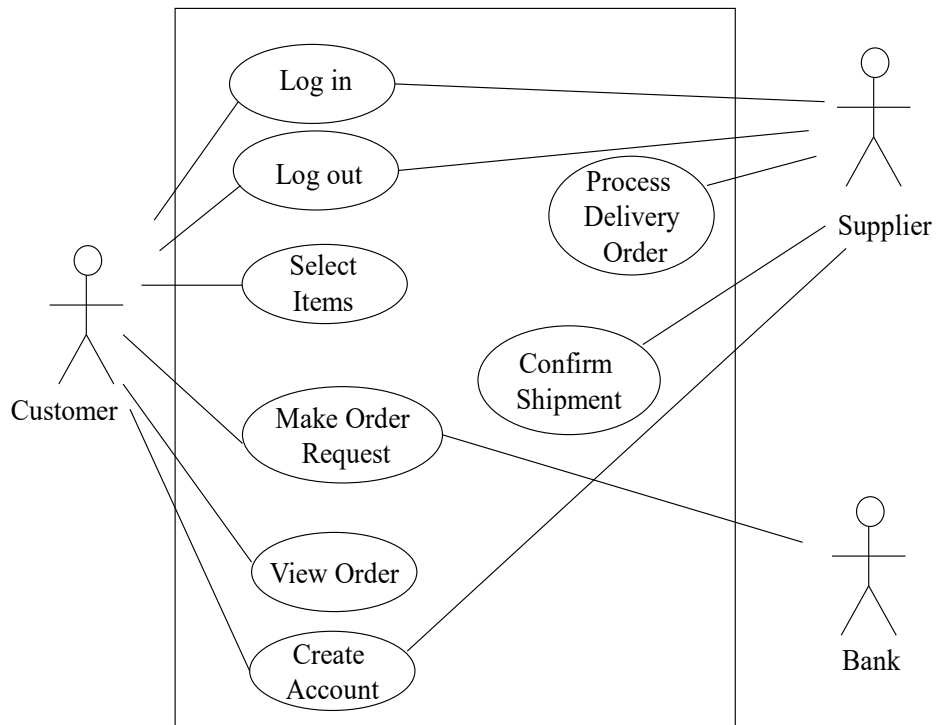 Log in
Log out
Process
Delivery
Order
Supplier
Select
Items
Customer
Confirm
Shipment
Make Order
Request
View Order
Create
Account
Bank